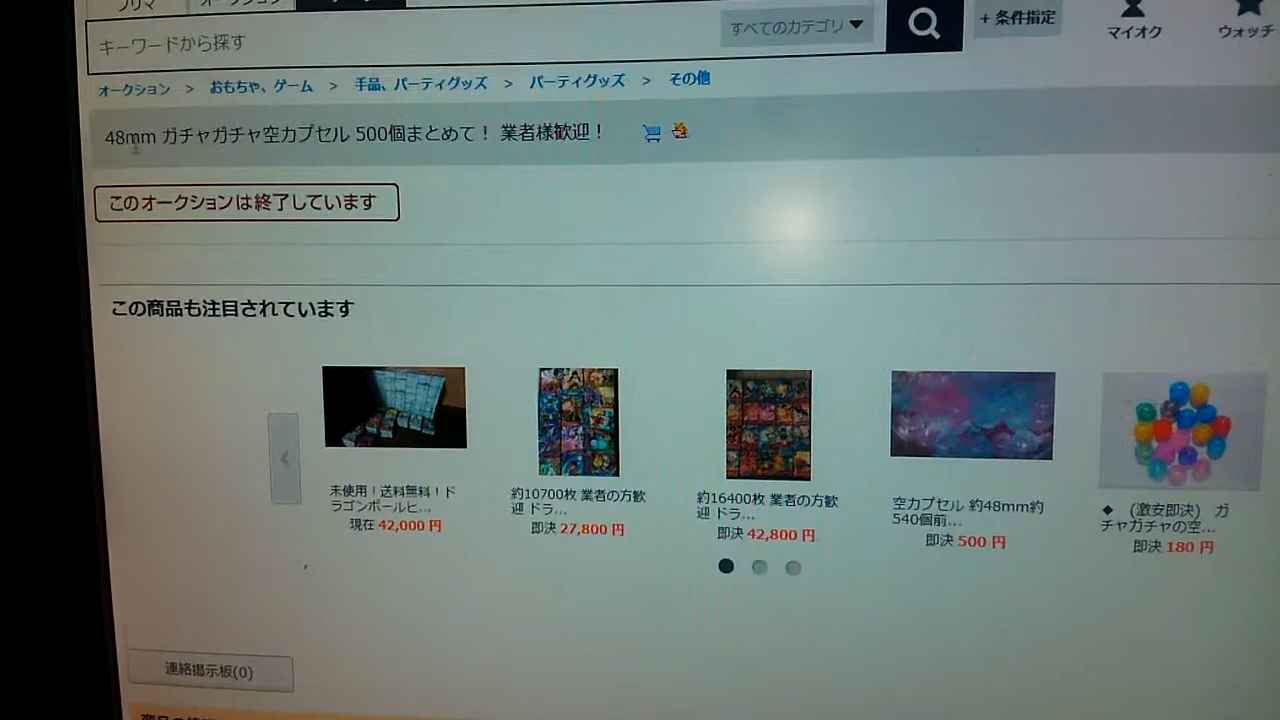 フリマ オークション
キーワードから探す すべてのカテゴリ +条件指定 マイオク ウォッチ
オークション > おもちゃ、ゲーム > 手品、パーティグッズ > パーティグッズ > その他
48mm ガチャガチャ空カプセル 500個まとめて！ 業者様歓迎！
このオークションは終了しています
この商品も注目されています
未使用！送料無料！ド
ラゴンボールヒ...
現在 42,000 円
約10700枚 業者の方歓
迎 ドラ...
即決 27,800 円
約16400枚 業者の方歓
迎 ドラ...
即決 42,800 円
空カプセル 約48mm約
540個前...
即決 500 円
◆ （激安即決） ガ
チャガチャの空...
即決 180 円
連絡掲示板(0)